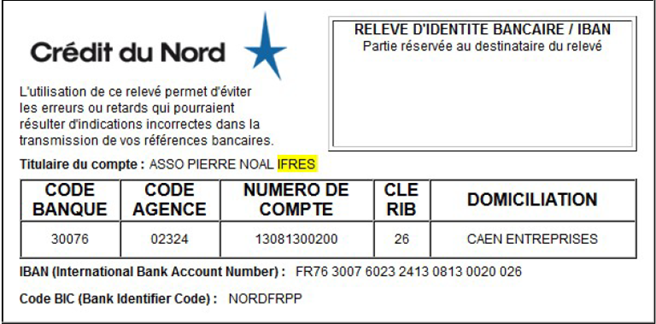 Crédit du Nord
RELEVE D'IDENTITE BANCAIRE / IBAN
Partie réservée au destinataire du relevé
L'utilisation de ce relevé permet d'éviter
les erreurs ou retards qui pourraient
résulter d'indications incorrectes dans la
transmission de vos références bancaires.
Titulaire du compte : ASSO PIERRE NOAL IFRES
CODE BANQUE CODE AGENCE NUMERO DE COMPTE CLE RIB DOMICILIATION
30076 02324 13081300200 26 CAEN ENTREPRISES
IBAN (International Bank Account Number) : FR76 3007 6023 2413 0813 0020 026
Code BIC (Bank Identifier Code) : NORDFRPP